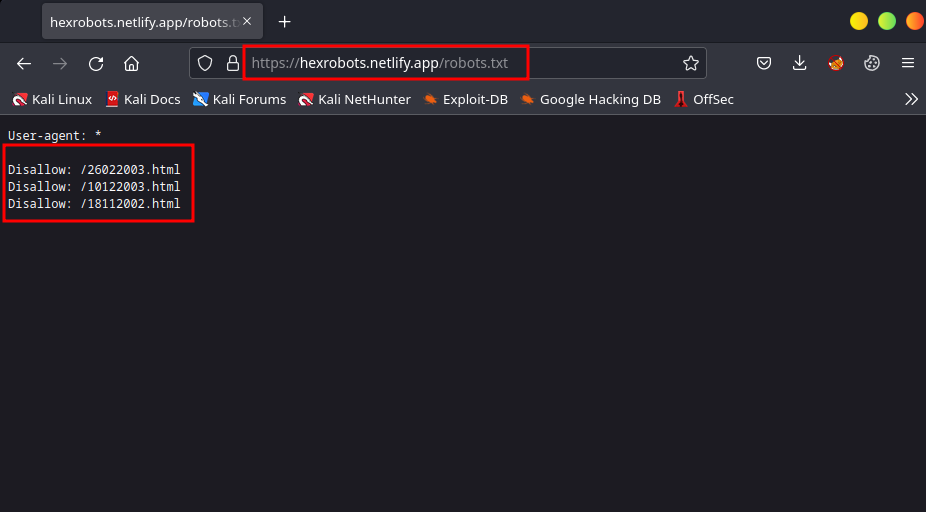 hexrobots.netlify.app/robots.t
https://hexrobots.netlify.app/robots.txt
Kali Linux Kali Docs Kali Forums Kali NetHunter Exploit-DB Google Hacking DB OffSec
User-agent: *
Disallow: /26022003.html
Disallow: /10122003.html
Disallow: /18112002.html